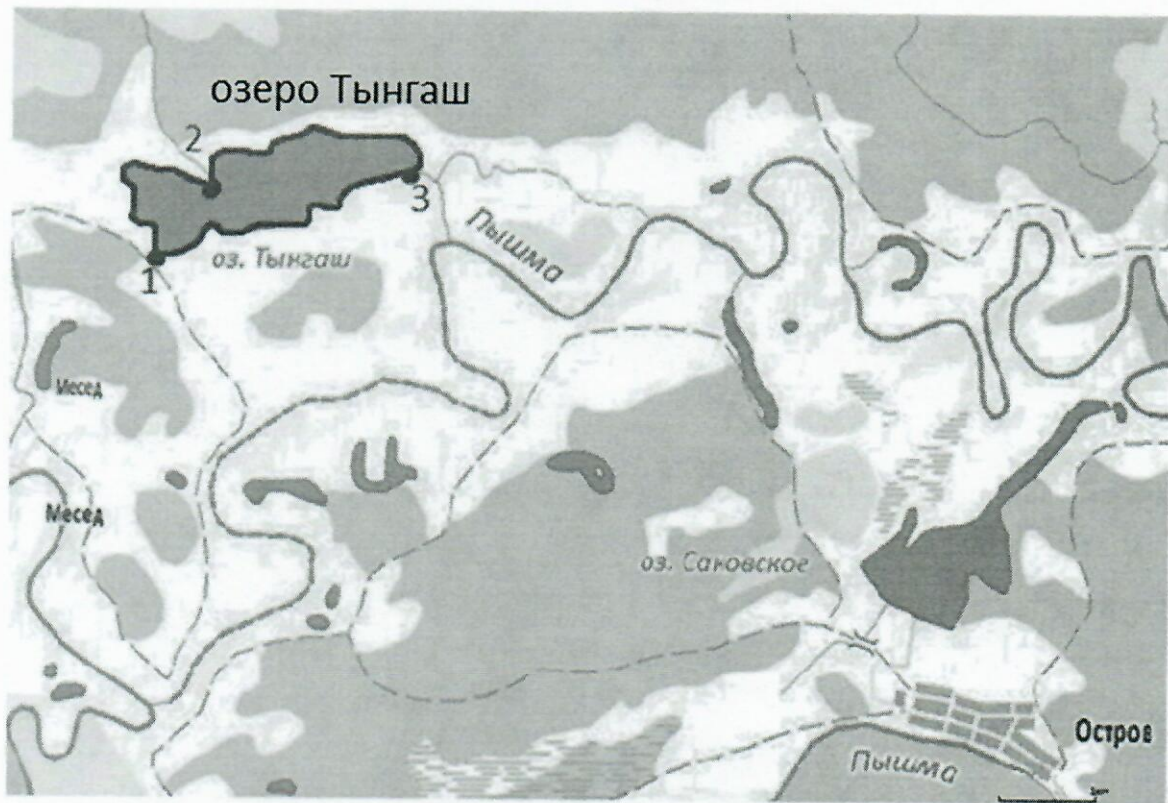 озеро Тынгаш
2
3
Пышма
оз. Тынгаш
1
Месед
Месед
оз. Саковское
Остров
Пышма